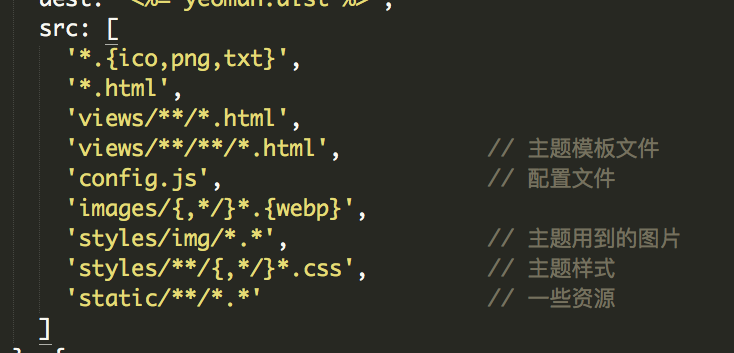 dest: '<%= yeoman.dist %>',
src: [
'*.{ico,png,txt}',
'*.html',
'views/**/*.html',
'views/**/**/*.html', // 主题模板文件
'config.js', // 配置文件
'images/{,*/}*.{webp}',
'styles/img/*.*', // 主题用到的图片
'styles/**/{,*/}*.css', // 主题样式
'static/**/*.*' // 一些资源
]
}, {